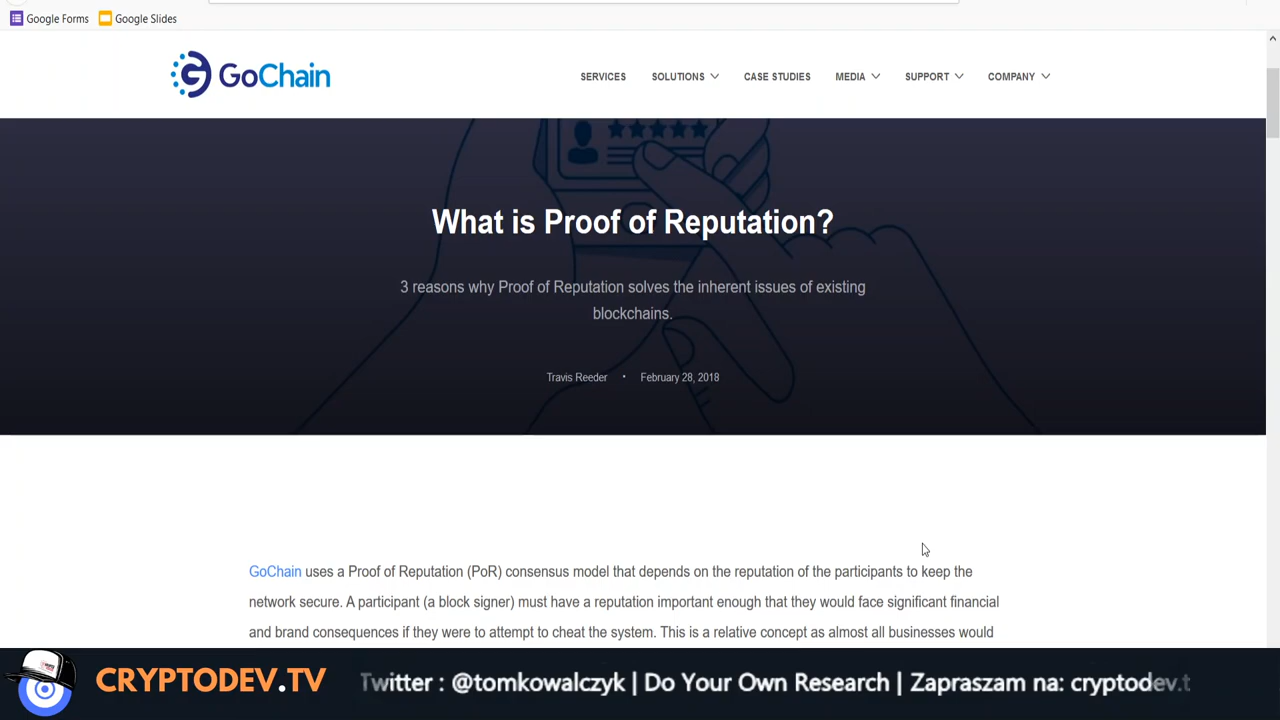 Google Forms Google Slides
GoChain
SERVICES SOLUTIONS CASE STUDIES MEDIA SUPPORT COMPANY
What is Proof of Reputation?
3 reasons why Proof of Reputation solves the inherent issues of existing
blockchains.
Travis Reeder • February 28, 2018
GoChain uses a Proof of Reputation (PoR) consensus model that depends on the reputation of the participants to keep the
network secure. A participant (a block signer) must have a reputation important enough that they would face significant financial
and brand consequences if they were to attempt to cheat the system. This is a relative concept as almost all businesses would
CRYPTODEV.TV Twitter : @tomkowalczyk | Do Your Own Research | Zapraszam na: cryptodev.t